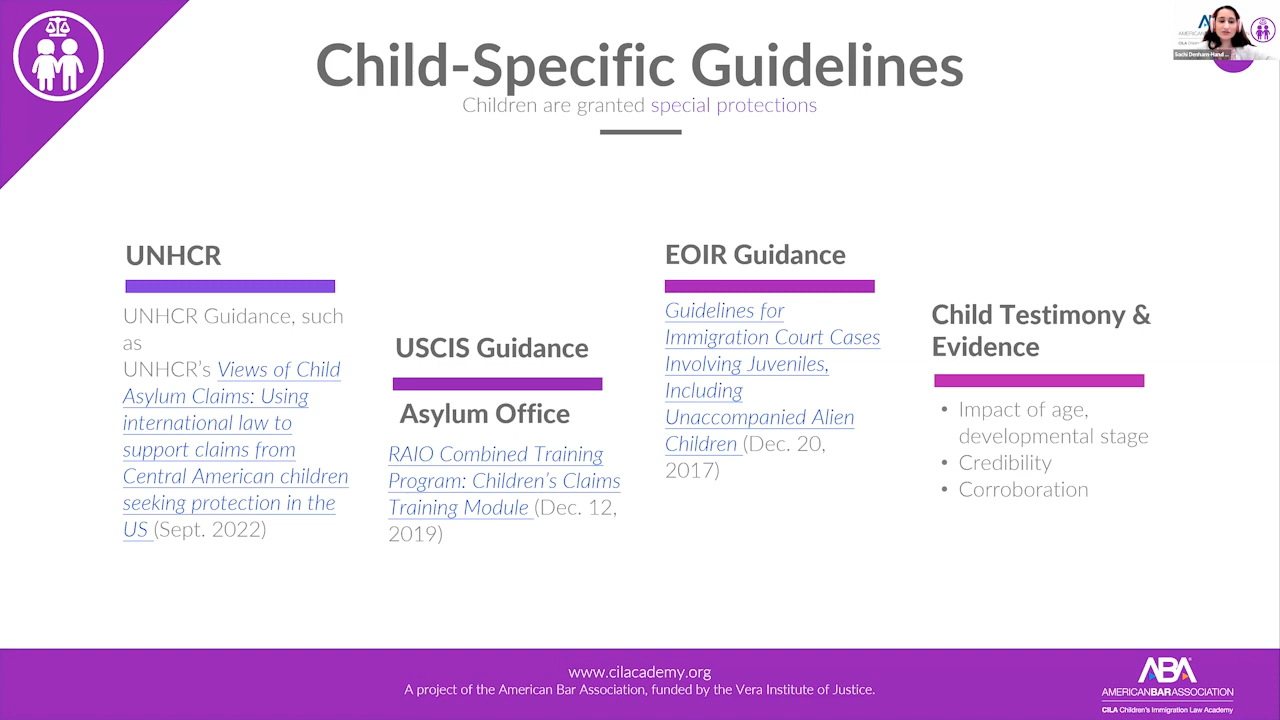 Child-Specific Guidelines
Children are granted special protections
UNHCR
UNHCR Guidance, such
as
UNHCR's Views of Child
Asylum Claims: Using
international law to
support claims from
Central American children
seeking protection in the
US (Sept. 2022)
USCIS Guidance
Asylum Office
RAIO Combined Training
Program: Children's Claims
Training Module (Dec. 12,
2019)
EOIR Guidance
Guidelines for
Immigration Court Cases
Involving Juveniles,
Including
Unaccompanied Alien
Children (Dec. 20,
2017)
Child Testimony &
Evidence
• Impact of age,
developmental stage
• Credibility
• Corroboration
www.cilacademy.org
A project of the American Bar Association, funded by the Vera Institute of Justice.
ABA
AMERICANBARASSOCIATION
CILA Children's Immigration Law Academy